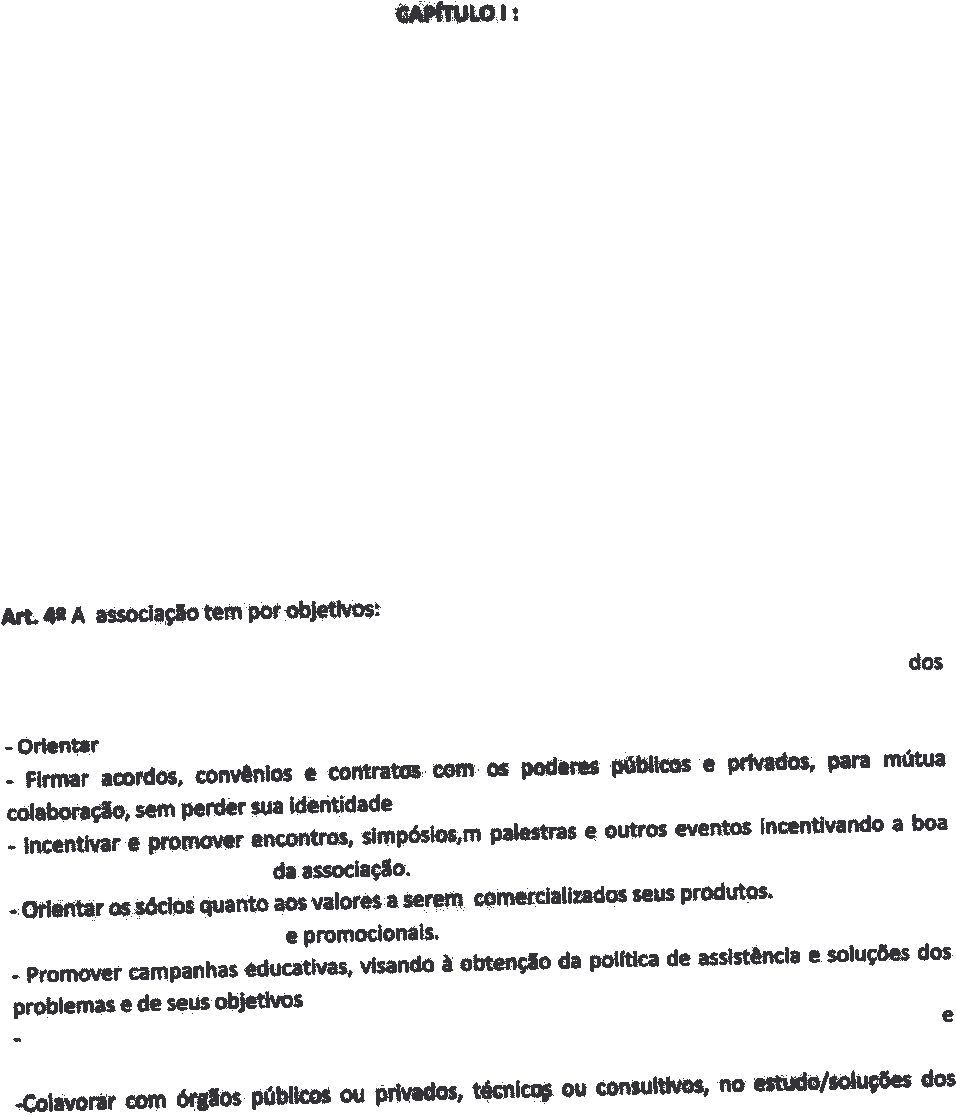 CAPÍTULO I :
Art. 4º A associação tem por objetivos:
dos
- Orientar
- Firmar acordos, convênios e contratos com os poderes públicos e privados, para mútua
colaboração, sem perder sua identidade
- Incentivar e promover encontros, simpósios,m palestras e outros eventos incentivando a boa
da associação.
- Orientar os sócios quanto aos valores a serem comercializados seus produtos.
e promocionais.
- Promover campanhas educativas, visando à obtenção da política de assistência e soluções dos
problemas e de seus objetivos
e
-
-Colavorar com órgãos públicos ou privados, técnicos ou consultivos, no estudo/soluções dos